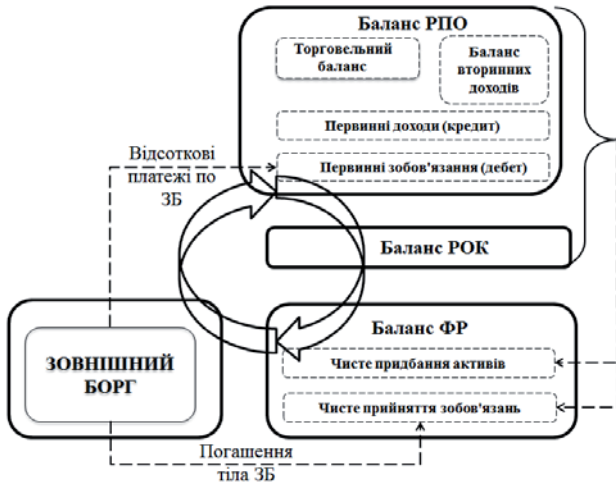 Баланс РПО
Торговельний
баланс
Баланс
вторинних
доходів
Первинні доходи (кредит)
Первинні зобов'язання (дебет)
Відсоткові
платежі по
ЗБ
Баланс РОК
Баланс ФР
Чисте придбання активів
Чисте прийняття зобов'язань
ЗОВНІШНИЙ
БОРГ
Погашення
тіла ЗБ